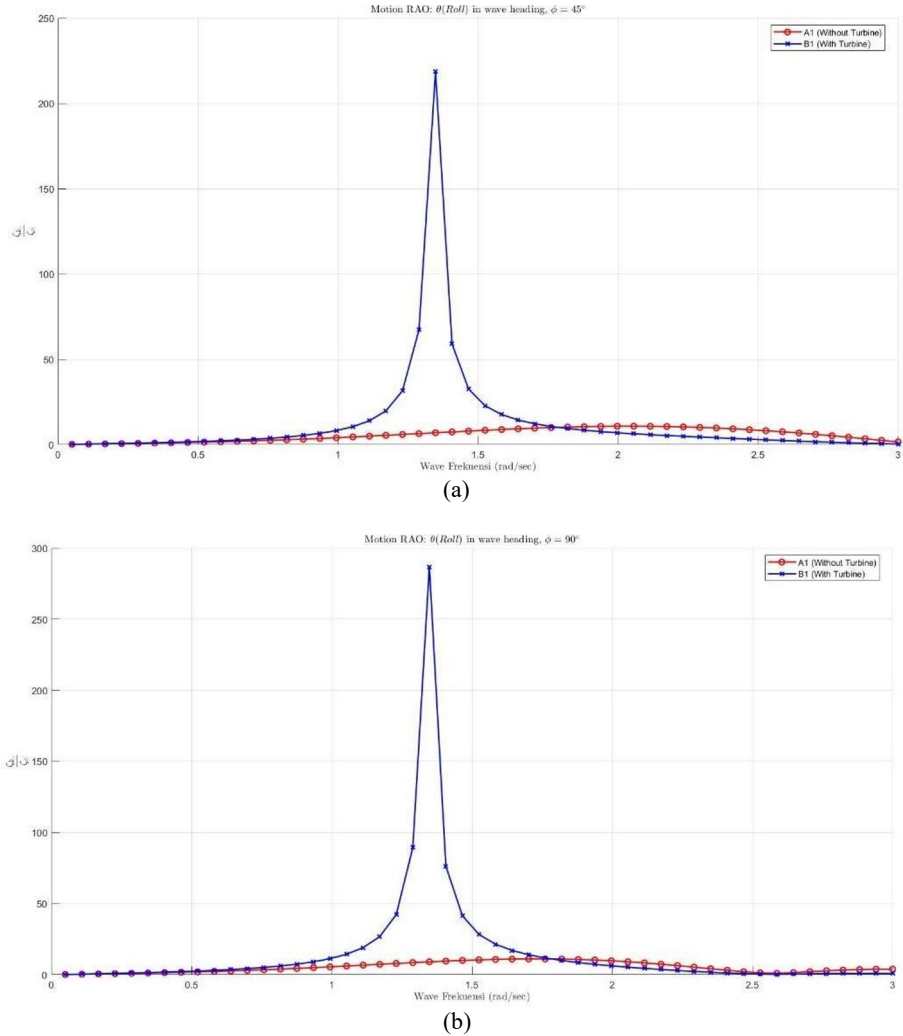 Motion RAO: θ(Roll) in wave heading, ϕ = 45°
A1 (Without Turbine)
B1 (With Turbine)
250
200
150
100
50
0
0 0.5 1 1.5 2 2.5 3
Wave Frekuensi (rad/sec)
(a)
Motion RAO: θ(Roll) in wave heading, ϕ = 90°
A1 (Without Turbine)
B1 (With Turbine)
300
250
200
150
100
50
0
0 0.5 1 1.5 2 2.5 3
Wave Frekuensi (rad/sec)
(b)